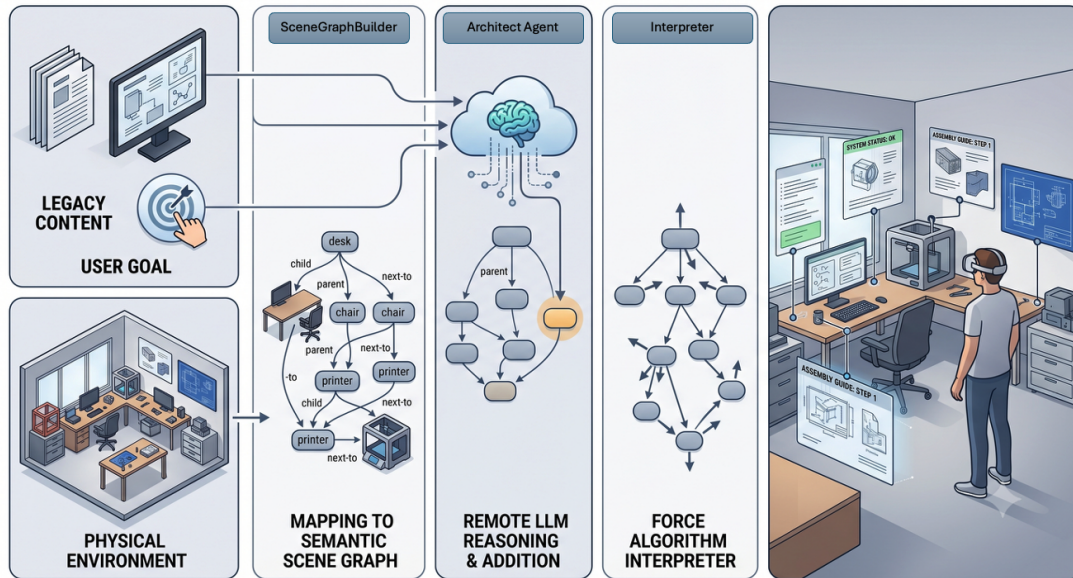 LEGACY
CONTENT
USER GOAL
PHYSICAL
ENVIRONMENT
SceneGraphBuilder
desk
child
parent
next-to
chair
chair
parent
next-to
-to
printer
printer
child
next-to
printer
next-to
MAPPING TO
SEMANTIC
SCENE GRAPH
Architect Agent
parent
REMOTE LLM
REASONING
& ADDITION
Interpreter
FORCE
ALGORITHM
INTERPRETER
SYSTEM STATUS: OK
ASSEMBLY GUIDE: STEP 1
ASSEMBLY GUIDE: STEP 1